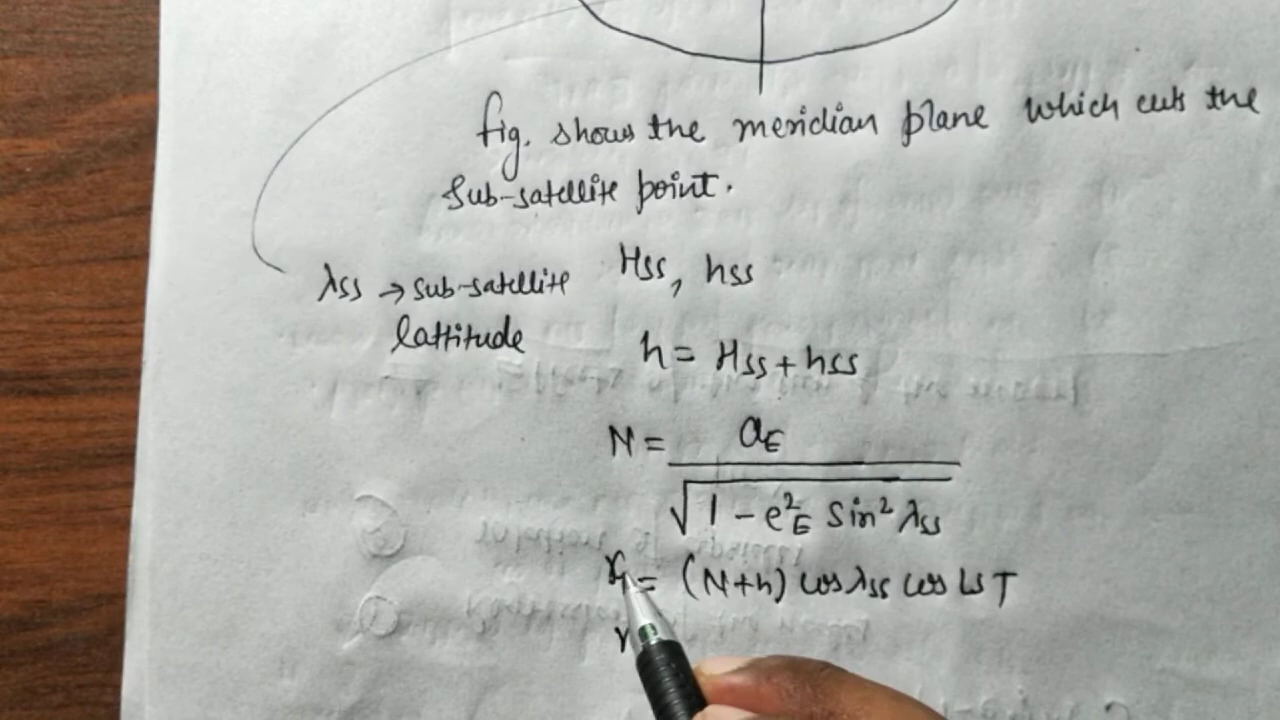 fig. shows the meridian plane which cuts the
sub-satellite point.
λss → sub-satellite
lattitude
Hss, hss
h = Hss + hss
N = aE / √1 - e²E Sin² λss
= (N+h) cos λss cos LST